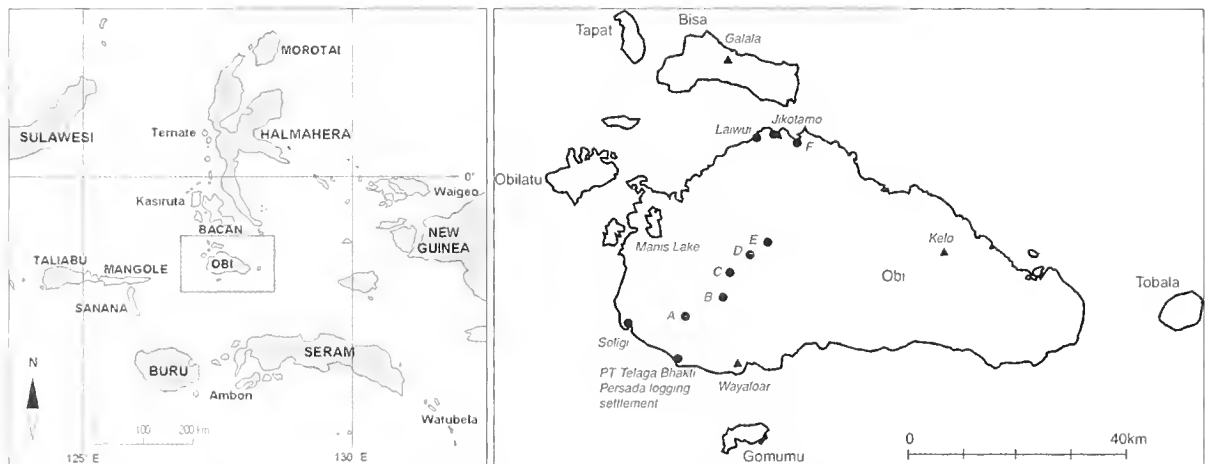 MOROTAI
SULAWESI
Ternate
HALMAHERA
0°
Kasiruta
Waigeo
BACAN
NEW
GUINEA
TALIABU
MANGOLE
OBI
SANANA
N
SERAM
BURU
Ambon
Watubela
100
200 km
125° E
130 E
Tapat
Bisa
Galala
Jikotamo
Laiwui
F
Obilatu
Manis Lake
E
D
Kelo
C
Obi
B
Tobala
A
Soligi
PT Telaga Bhakti
Persada logging
settlement
Wayaloar
0
40km
Gomumu